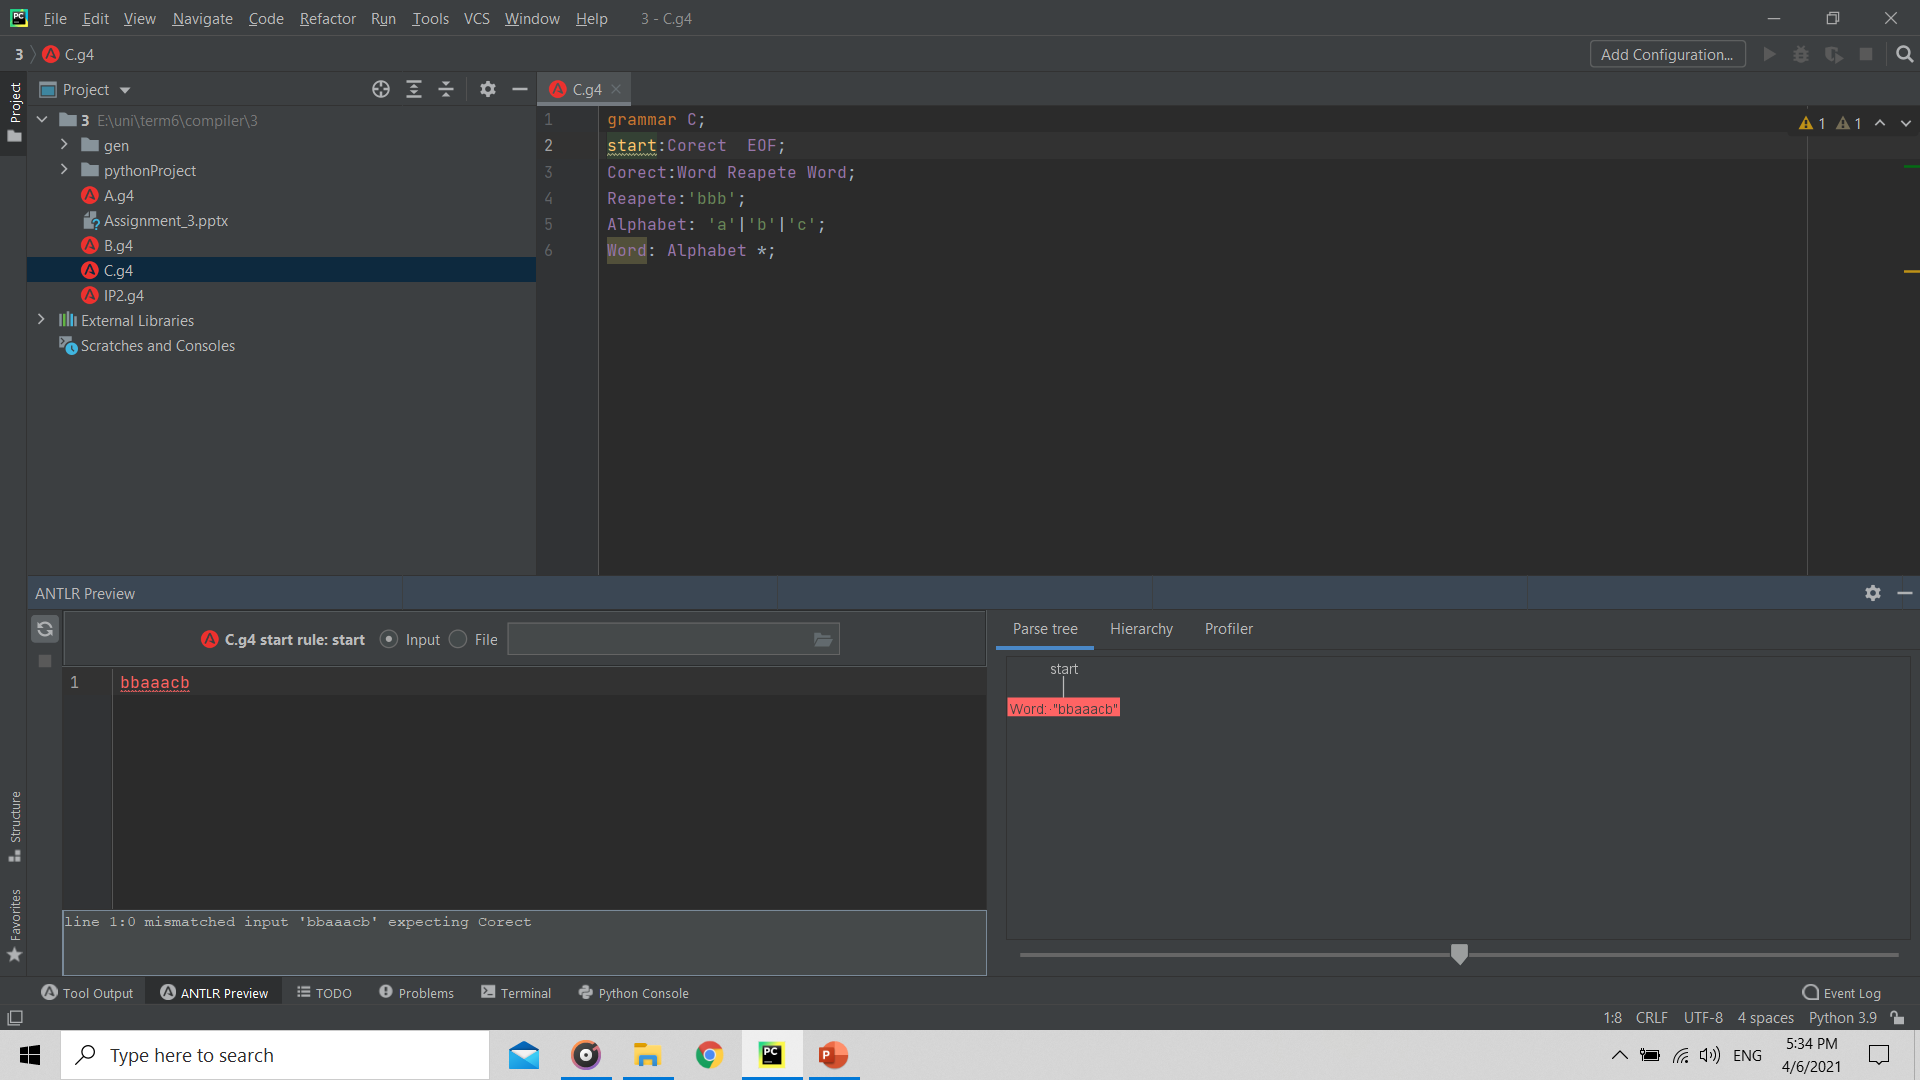 File Edit View Navigate Code Refactor Run Tools VCS Window Help 3 - C.g4
3 C.g4 Add Configuration...
Project
Project
C.g4
3 E:\uni\term6\compiler\3
gen
pythonProject
A.g4
Assignment_3.pptx
B.g4
C.g4
IP2.g4
External Libraries
Scratches and Consoles
1 grammar C;
2 start:Corect  EOF;
3 Corect:Word Reapete Word;
4 Reapete:'bbb';
5 Alphabet: 'a'|'b'|'c';
6 Word: Alphabet *;
1 1
ANTLR Preview
C.g4 start rule: start Input File
1 bbaaacb
line 1:0 mismatched input 'bbaaacb' expecting Corect
Parse tree Hierarchy Profiler
start
Word:·"bbaaacb"
Structure
Favorites
Tool Output ANTLR Preview TODO Problems Terminal Python Console Event Log
1:8 CRLF UTF-8 4 spaces Python 3.9
Type here to search
PC
P
ENG
5:34 PM
4/6/2021